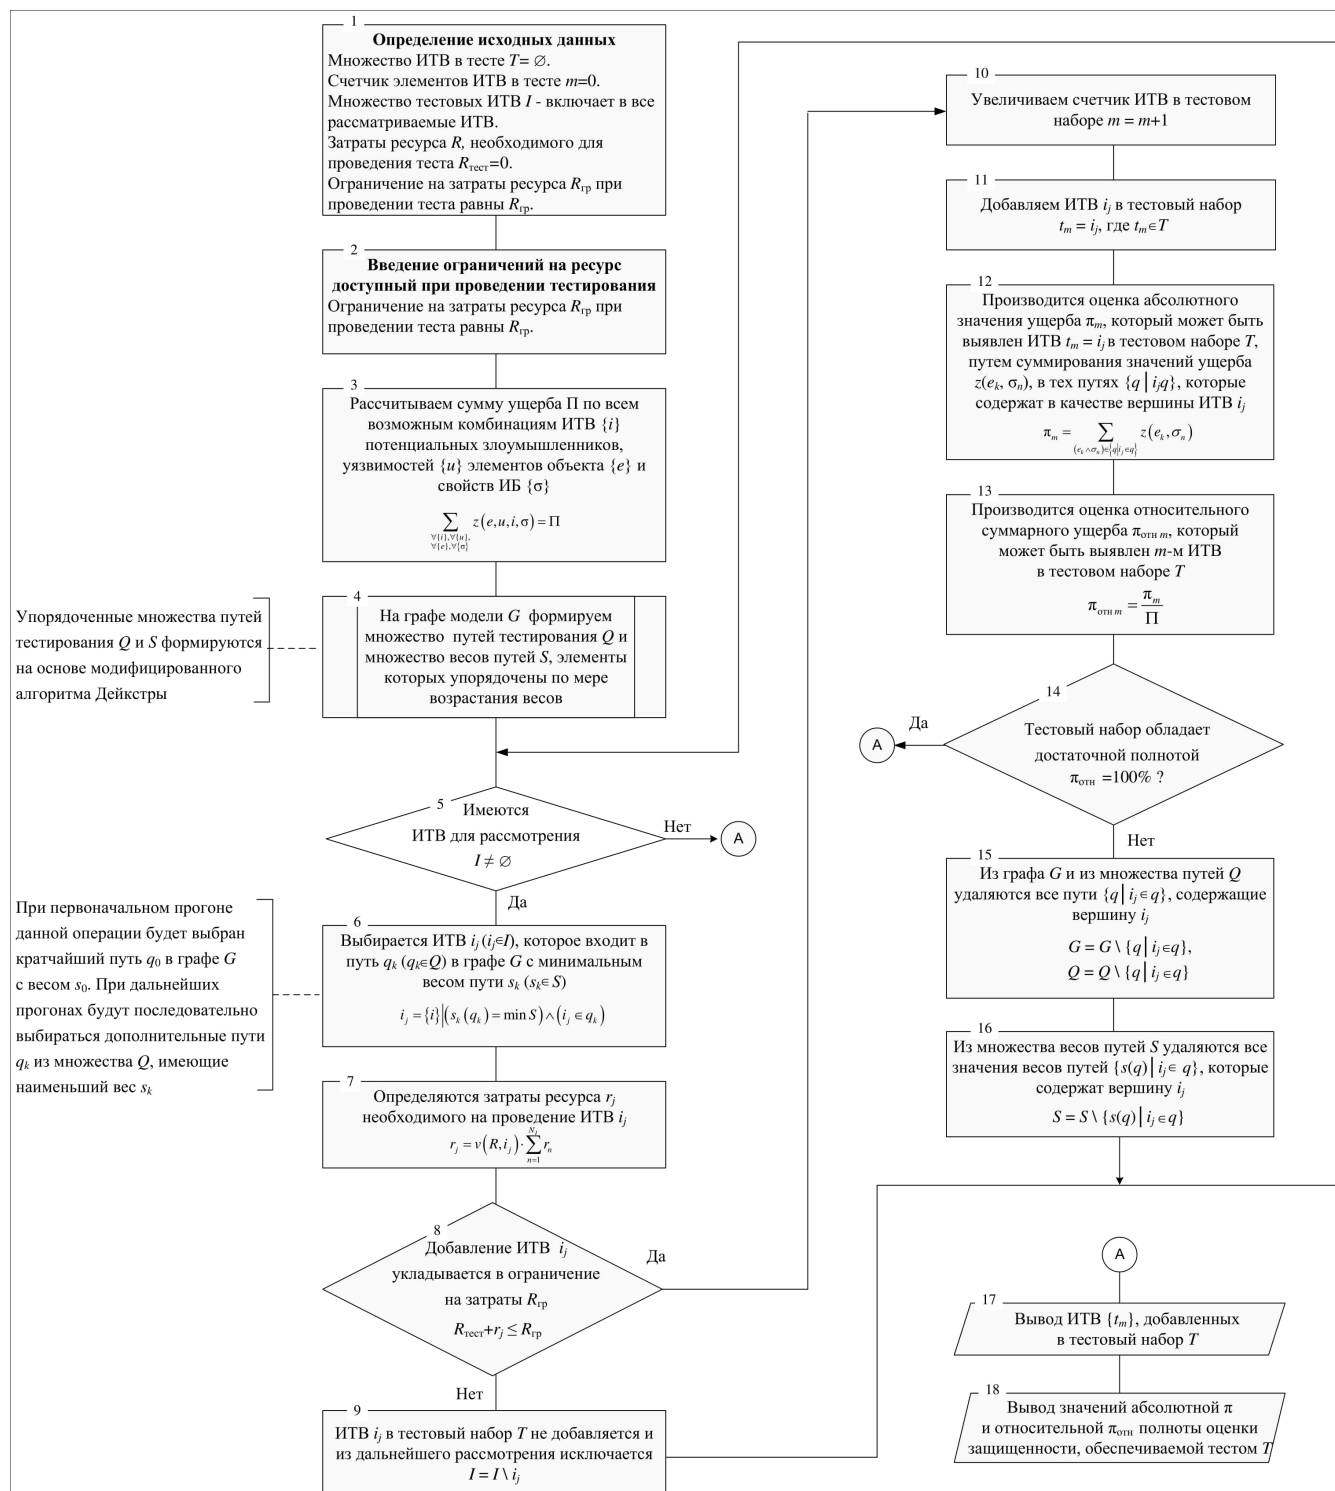 1
Определение исходных данных
Множество ИТВ в тесте T= ∅.
Счетчик элементов ИТВ в тесте m=0.
Множество тестовых ИТВ I - включает в все
рассматриваемые ИТВ.
Затраты ресурса R, необходимого для
проведения теста Rтест=0.
Ограничение на затраты ресурса Rгр при
проведении теста равны Rгр.
2
Введение ограничений на ресурс
доступный при проведении тестирования
Ограничение на затраты ресурса Rгр при
проведении теста равны Rгр.
3
Рассчитываем сумму ущерба П по всем
возможным комбинациям ИТВ {i}
потенциальных злоумышленников,
уязвимостей {u} элементов объекта {e} и
свойств ИБ {σ}
∑ z(e,u,i,σ) = Π
∀{i},∀{u},
∀{e},∀{σ}
Упорядоченные множества путей
тестирования Q и S формируются
на основе модифицированного
алгоритма Дейкстры
4
На графе модели G формируем
множество путей тестирования Q и
множество весов путей S, элементы
которых упорядочены по мере
возрастания весов
5
Имеются
ИТВ для рассмотрения
I ≠ ∅
Нет
А
Да
При первоначальном прогоне
данной операции будет выбран
кратчайший путь q0 в графе G
с весом s0. При дальнейших
прогонах будут последовательно
выбираться дополнительные пути
qk из множества Q, имеющие
наименьший вес sk
6
Выбирается ИТВ ij (ij∈I), которое входит в
путь qk (qk∈Q) в графе G с минимальным
весом пути sk (sk∈S)
ij = {i}|(sk(qk) = min S) ∧ (ij ∈ qk)
7
Определяются затраты ресурса rj
необходимого на проведение ИТВ ij
rj = v(R,ij)·∑ rn
Nj
n=1
8
Добавление ИТВ ij
укладывается в ограничение
на затраты Rгр
Rтест+rj ≤ Rгр
Да
Нет
9
ИТВ ij в тестовый набор T не добавляется и
из дальнейшего рассмотрения исключается
I = I \ ij
10
Увеличиваем счетчик ИТВ в тестовом
наборе m = m+1
11
Добавляем ИТВ ij в тестовый набор
tm = ij, где tm∈T
12
Производится оценка абсолютного
значения ущерба πm, который может быть
выявлен ИТВ tm = ij в тестовом наборе T,
путем суммирования значений ущерба
z(ek, σn), в тех путях {q | ijq}, которые
содержат в качестве вершины ИТВ ij
πm = ∑ z(ek,σn)
(ek∧σn)∈{q|ij∈q}
13
Производится оценка относительного
суммарного ущерба πотн m, который
может быть выявлен m-м ИТВ
в тестовом наборе T
πотн m = πm/Π
14
Тестовый набор обладает
достаточной полнотой
πотн =100% ?
Да
А
Нет
15
Из графа G и из множества путей Q
удаляются все пути {q | ij∈q}, содержащие
вершину ij
G = G \ {q | ij∈q},
Q = Q \ {q | ij∈q}
16
Из множества весов путей S удаляются все
значения весов путей {s(q) | ij∈ q}, которые
содержат вершину ij
S = S \ {s(q) | ij∈q}
А
17
Вывод ИТВ {tm}, добавленных
в тестовый набор T
18
Вывод значений абсолютной π
и относительной πотн полноты оценки
защищенности, обеспечиваемой тестом T